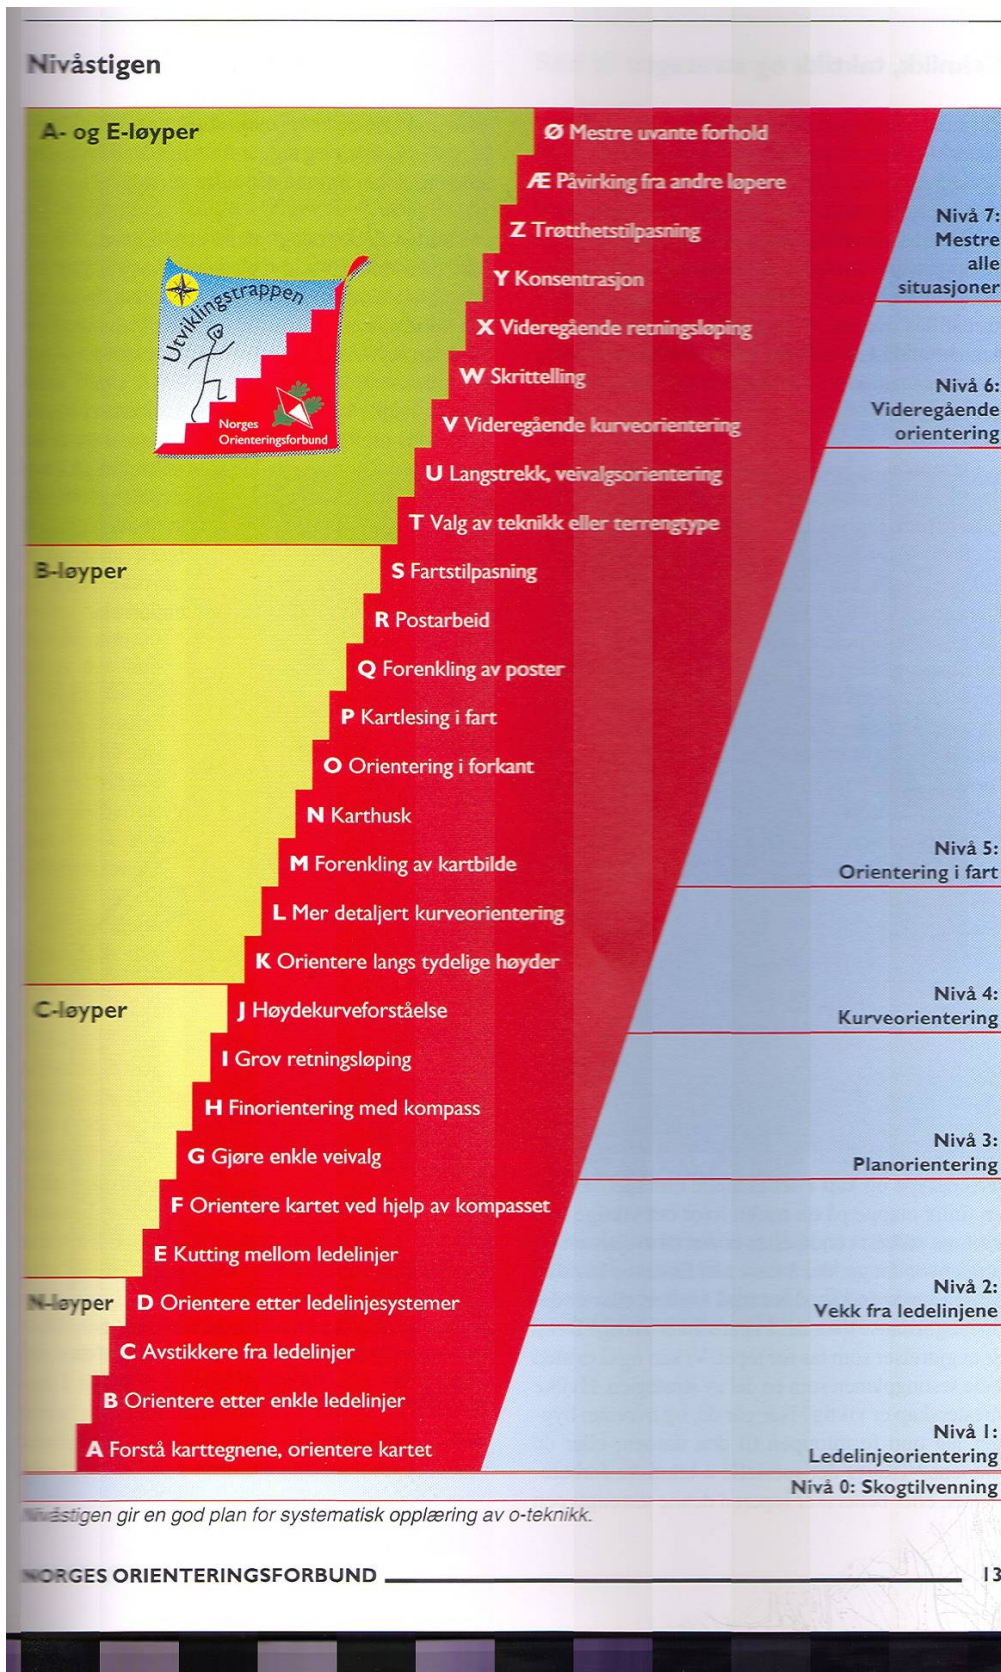 Nivåstigen
A- og E-løyper
Utviklingstrappen
Norges
Orienteringsforbund
Ø Mestre uvante forhold
Æ Påvirking fra andre løpere
Z Trøtthetstilpasning
Y Konsentrasjon
X Videregående retningsløping
W Skrittelling
V Videregående kurveorientering
U Langstrekk, veivalgsorientering
T Valg av teknikk eller terrengtype
B-løyper
S Fartstilpasning
R Postarbeid
Q Forenkling av poster
P Kartlesing i fart
O Orientering i forkant
N Karthusk
M Forenkling av kartbilde
L Mer detaljert kurveorientering
K Orientere langs tydelige høyder
C-løyper
J Høydekurveforståelse
I Grov retningsløping
H Finorientering med kompass
G Gjøre enkle veivalg
F Orientere kartet ved hjelp av kompasset
E Kutting mellom ledelinjer
N-løyper
D Orientere etter ledelinjesystemer
C Avstikkere fra ledelinjer
B Orientere etter enkle ledelinjer
A Forstå karttegnene, orientere kartet
Nivå 7:
Mestre
alle
situasjoner
Nivå 6:
Videregående
orientering
Nivå 5:
Orientering i fart
Nivå 4:
Kurveorientering
Nivå 3:
Planorientering
Nivå 2:
Vekk fra ledelinjene
Nivå 1:
Ledelinjeorientering
Nivå 0: Skogtilvenning
Nivåstigen gir en god plan for systematisk opplæring av o-teknikk.
NORGES ORIENTERINGSFORBUND
13